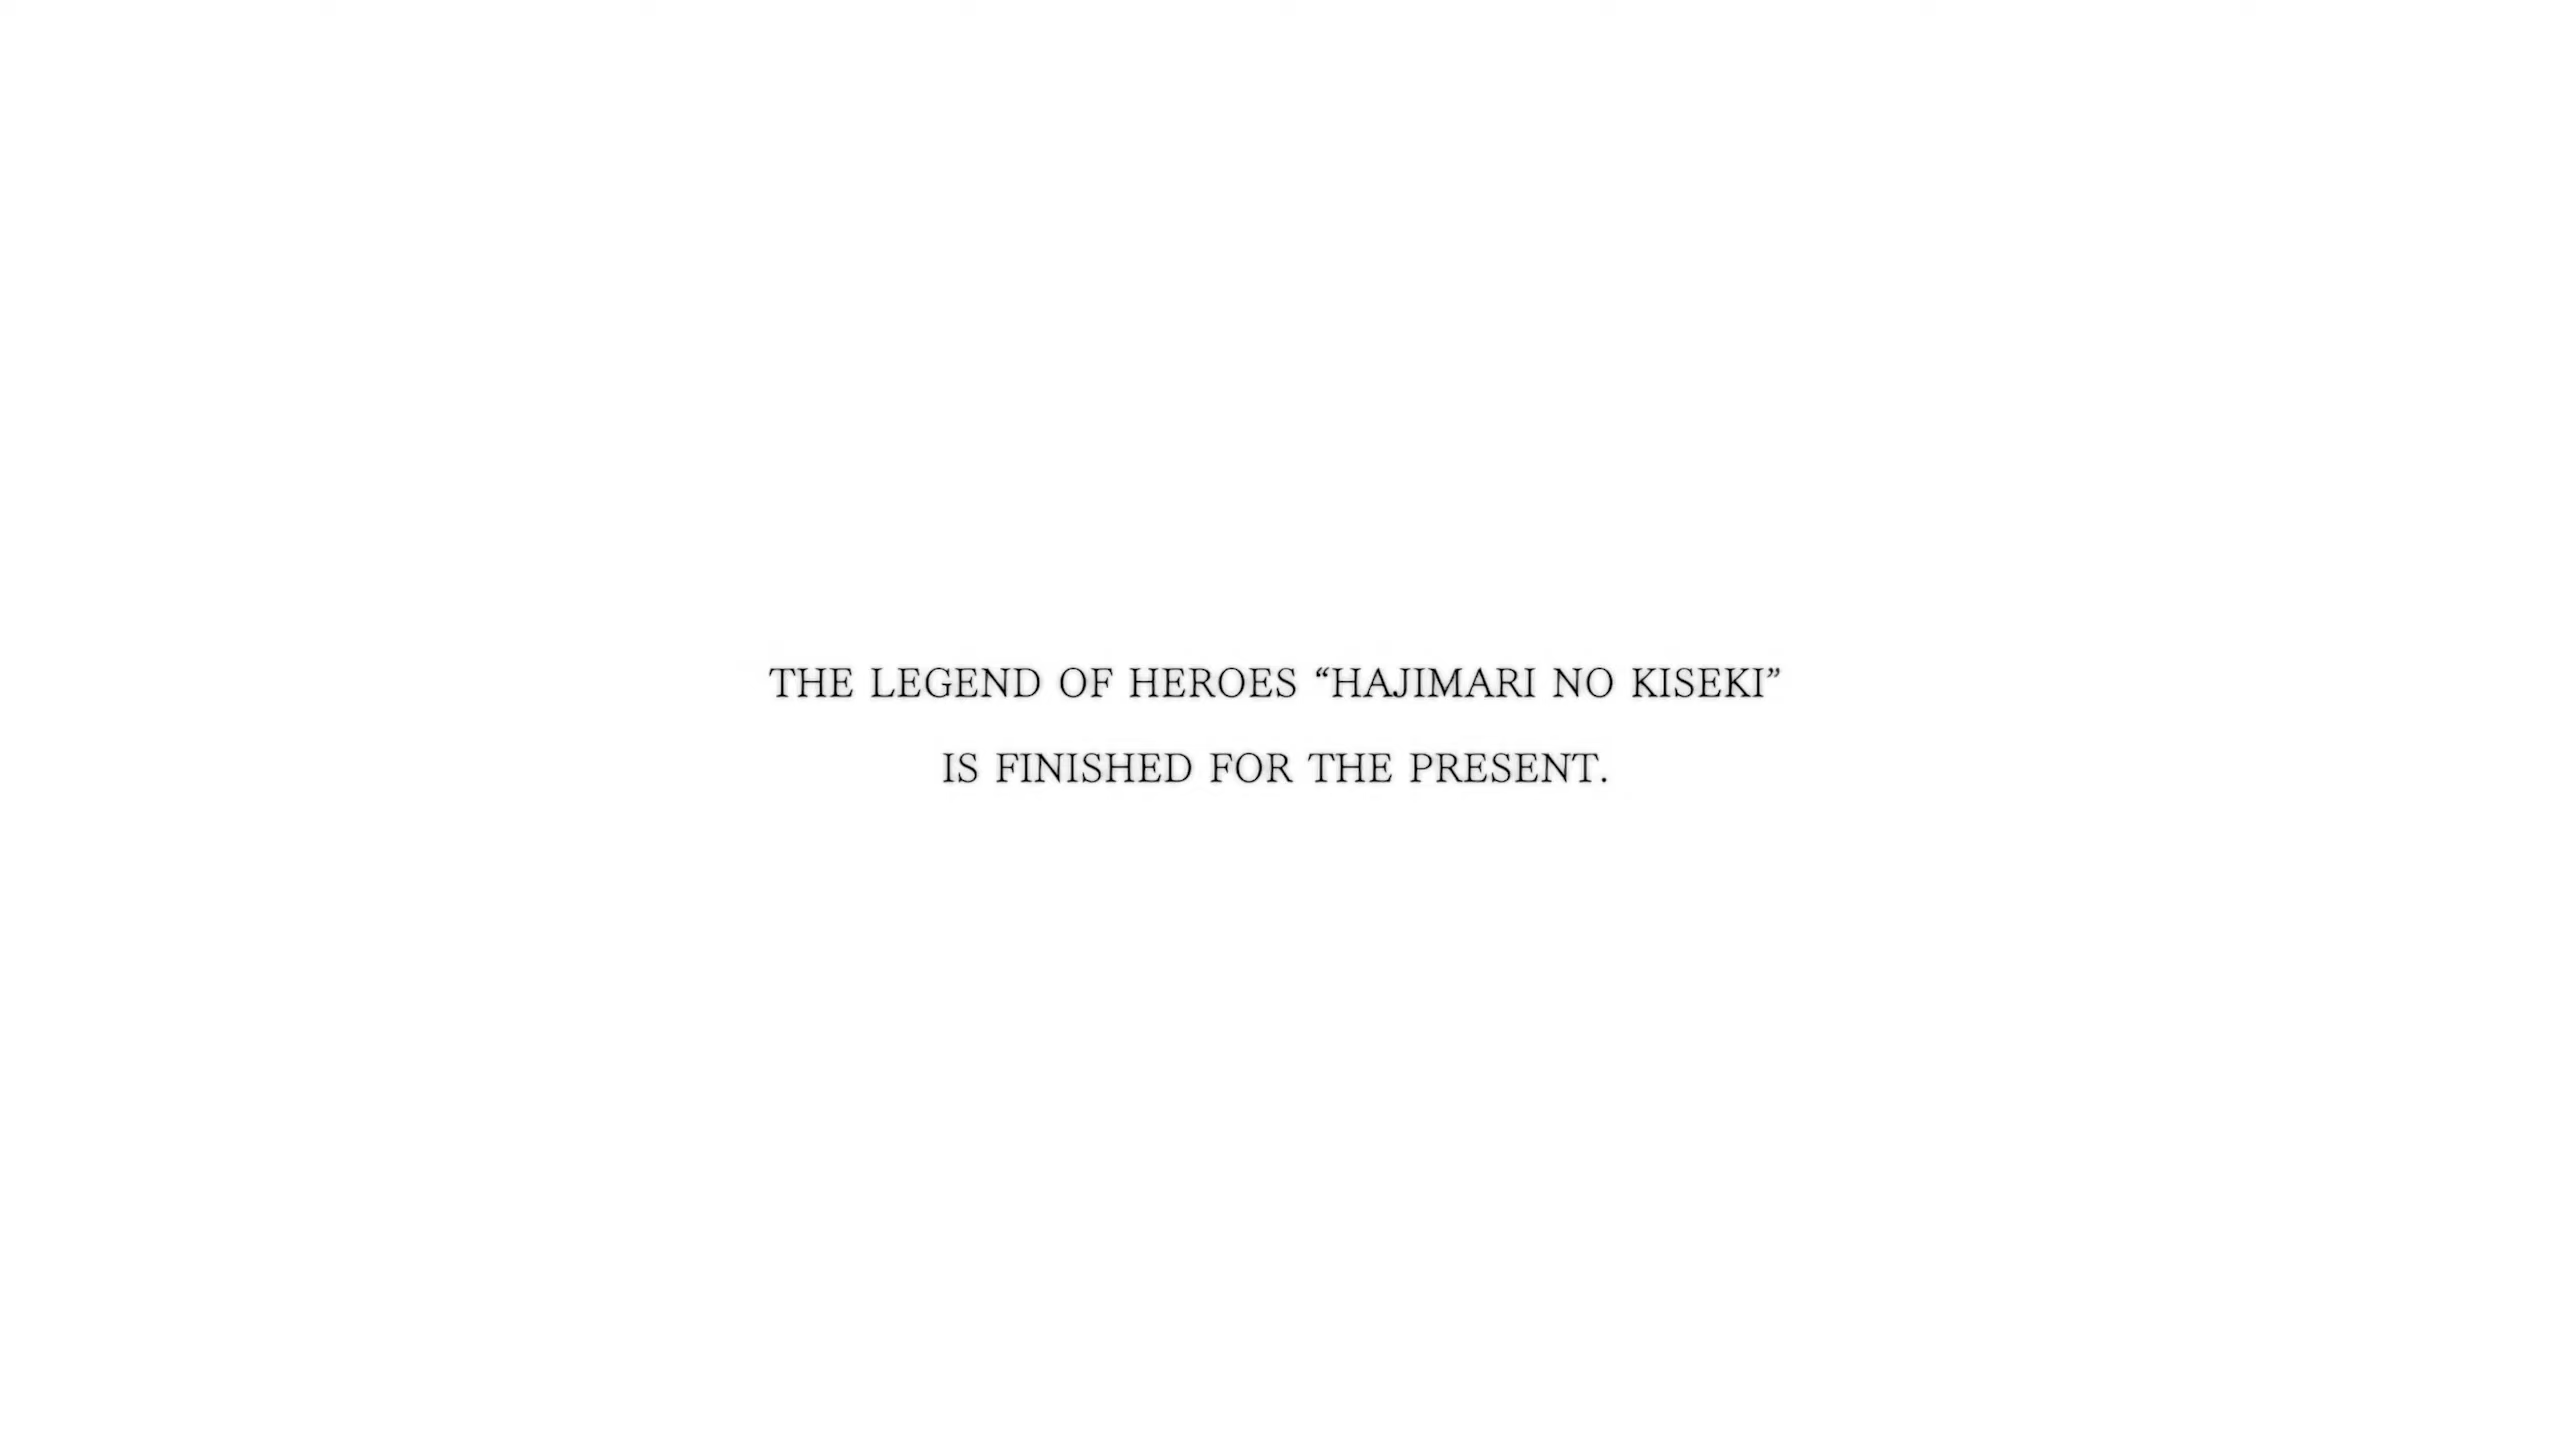 THE LEGEND OF HEROES “HAJIMARI NO KISEKI”
IS FINISHED FOR THE PRESENT.